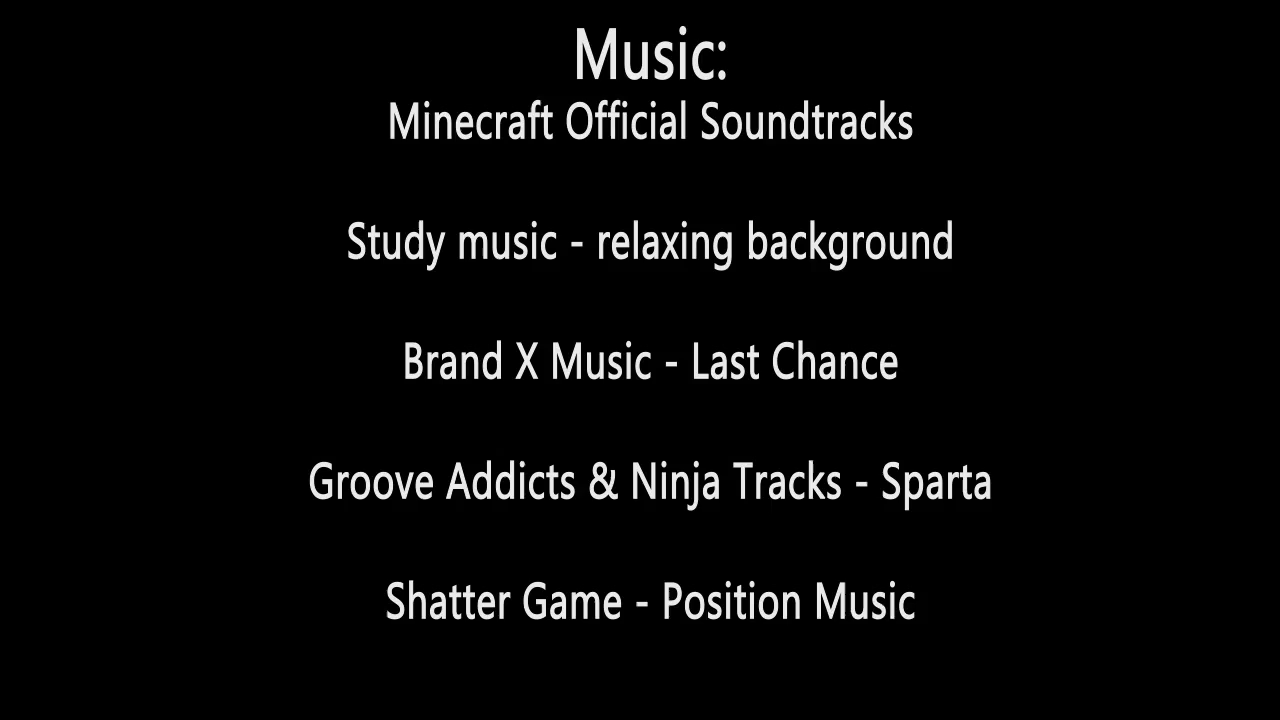 Music:
Minecraft Official Soundtracks
Study music - relaxing background
Brand X Music - Last Chance
Groove Addicts & Ninja Tracks - Sparta
Shatter Game - Position Music